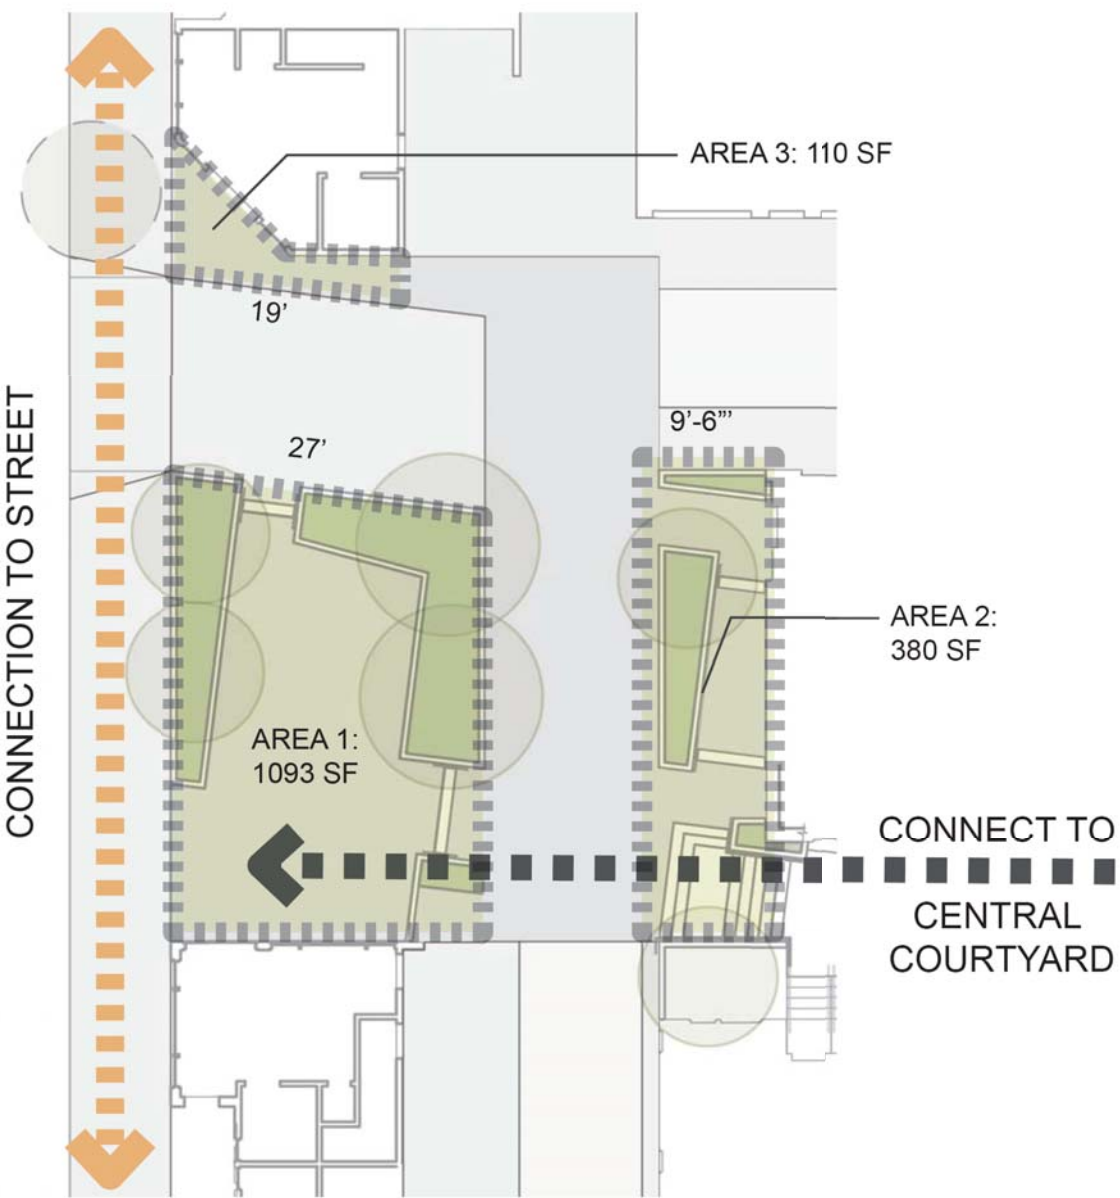 AREA 3: 110 SF
19'
9'-6"'
27'
CONNECTION TO STREET
AREA 2:
380 SF
AREA 1:
1093 SF
CONNECT TO
CENTRAL
COURTYARD